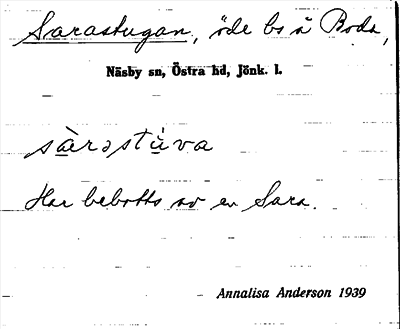 Sarastugan, öde bs å Boda,
Näsby sn, Östra hd, Jönk. l.
sàrəstùva
Har bebotts av en Sara.
Annalisa Anderson 1939